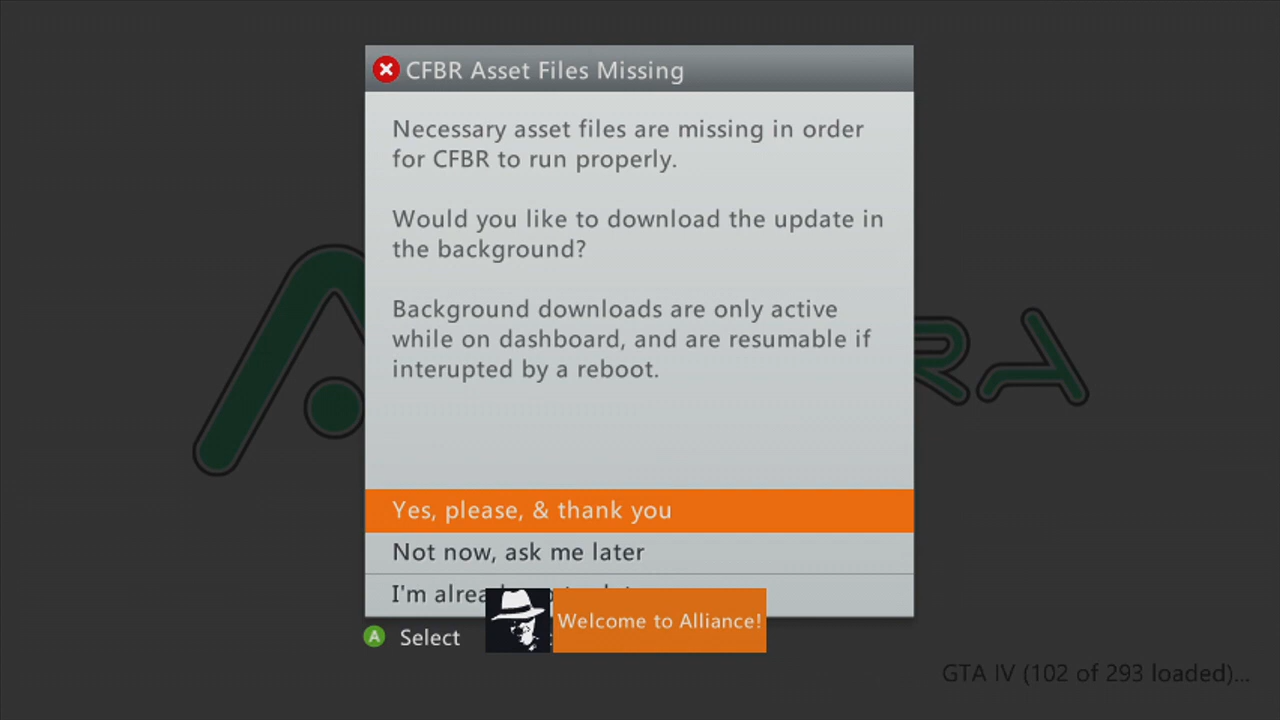 CFBR Asset Files Missing
Necessary asset files are missing in order
for CFBR to run properly.
Would you like to download the update in
the background?
Background downloads are only active
while on dashboard, and are resumable if
interupted by a reboot.
Yes, please, & thank you
Not now, ask me later
I'm
Welcome to Alliance!
A Select
GTA IV (102 of 293 loaded)...